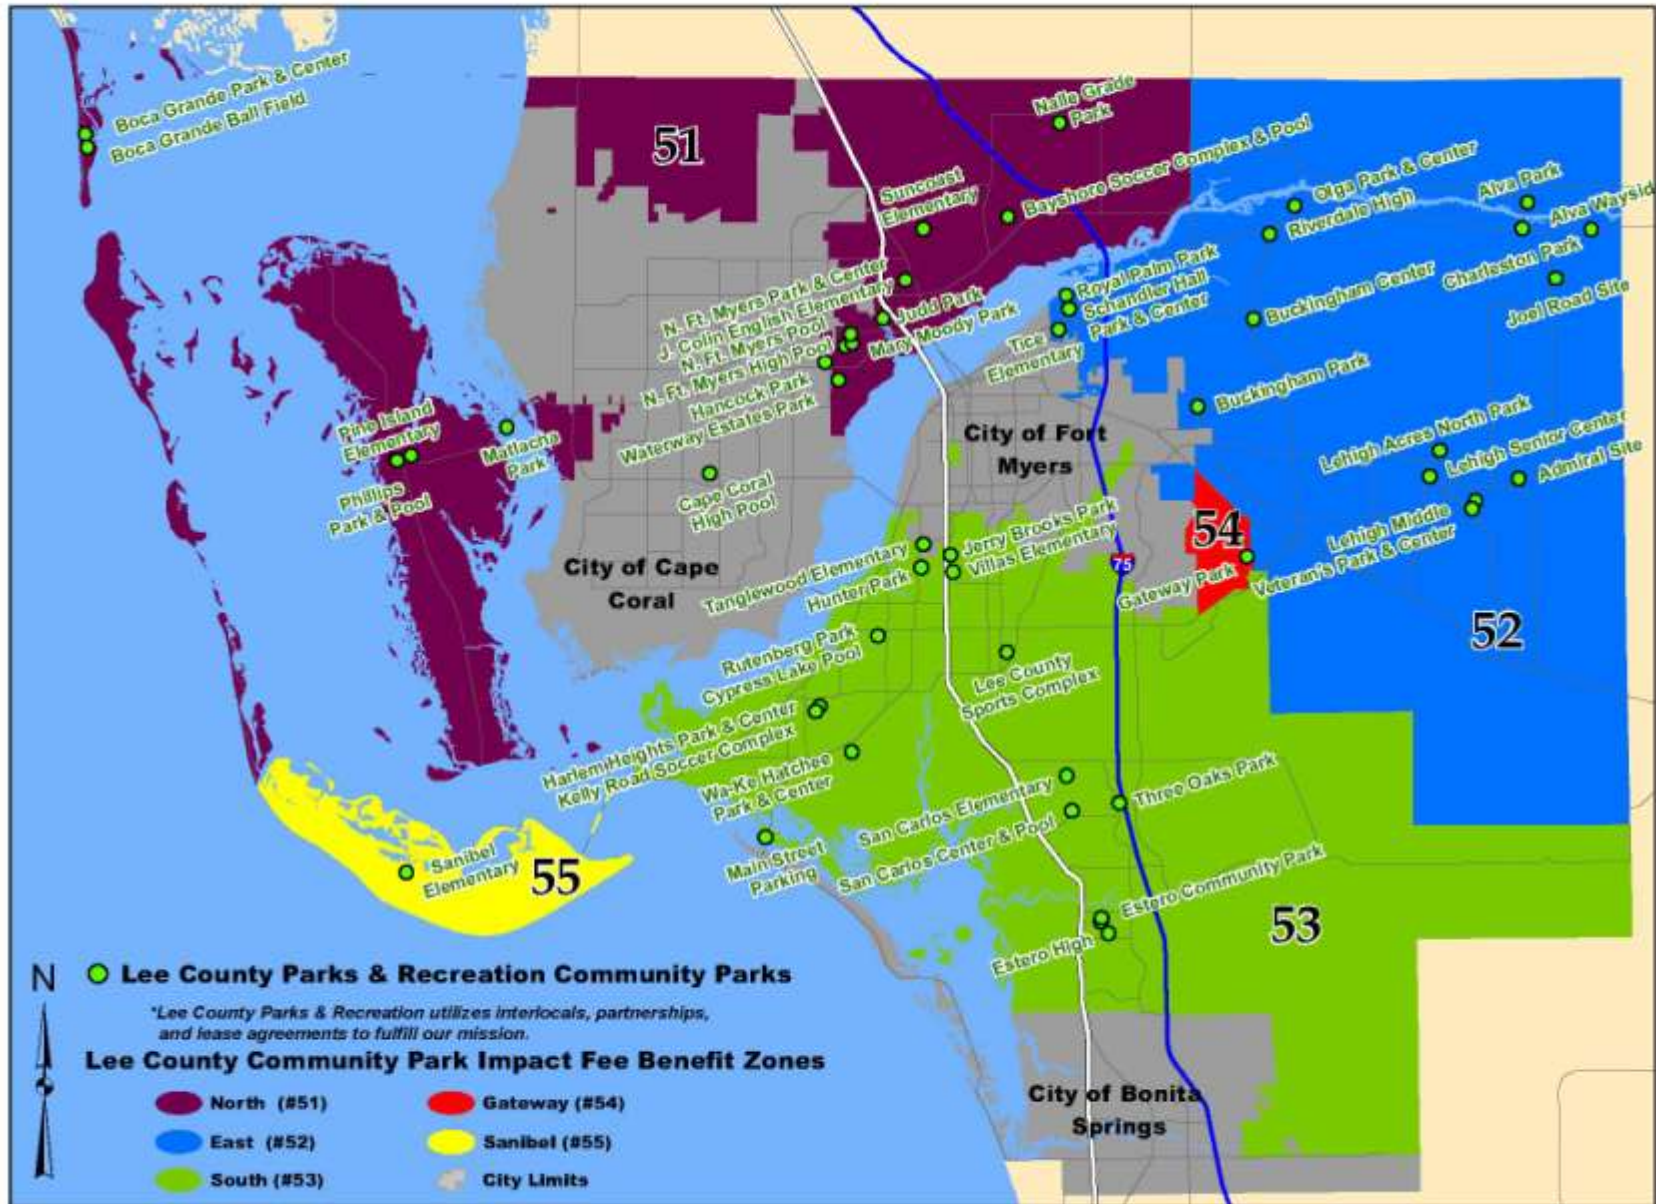 Boca Grande Park & Center
Boca Grande Ball Field
51
Nalle Grade
Park
Suncoast
Elementary
Bayshore Soccer Complex & Pool
Olga Park & Center
Riverdale High
Alva Park
Alva Waysid
Charleston Park
Joel Road Site
Royal Palm Park
Schandler Hall
Park & Center
Tice
Elementary
Buckingham Center
Buckingham Park
N. Ft. Myers Park & Center
J. Colin English Elementary
N. Ft. Myers Pool
N. Ft. Myers High Pool
Hancock Park
Waterway Estates Park
Judd Park
Mary Moody Park
Pine Island
Elementary
Phillips
Park & Pool
Matlacha
Park
Cape Coral
High Pool
City of Fort
Myers
City of Cape
Coral
Lehigh Acres North Park
Lehigh Senior Center
Admiral Site
Lehigh Middle
Veteran's Park & Center
54
Gateway Park
75
52
Tanglewood Elementary
Hunter Park
Jerry Brooks Park
Villas Elementary
Rutenberg Park
Cypress Lake Pool
Lee County
Sports Complex
Harlem Heights Park & Center
Kelly Road Soccer Complex
Wa-Ke Hatchee
Park & Center
San Carlos Elementary
San Carlos Center & Pool
Three Oaks Park
Main Street
Parking
Estero Community Park
Estero High
53
Sanibel
Elementary
55
City of Bonita
Springs
N
Lee County Parks & Recreation Community Parks
*Lee County Parks & Recreation utilizes interlocals, partnerships,
and lease agreements to fulfill our mission.
Lee County Community Park Impact Fee Benefit Zones
North (#51)
Gateway (#54)
East (#52)
Sanibel (#55)
South (#53)
City Limits